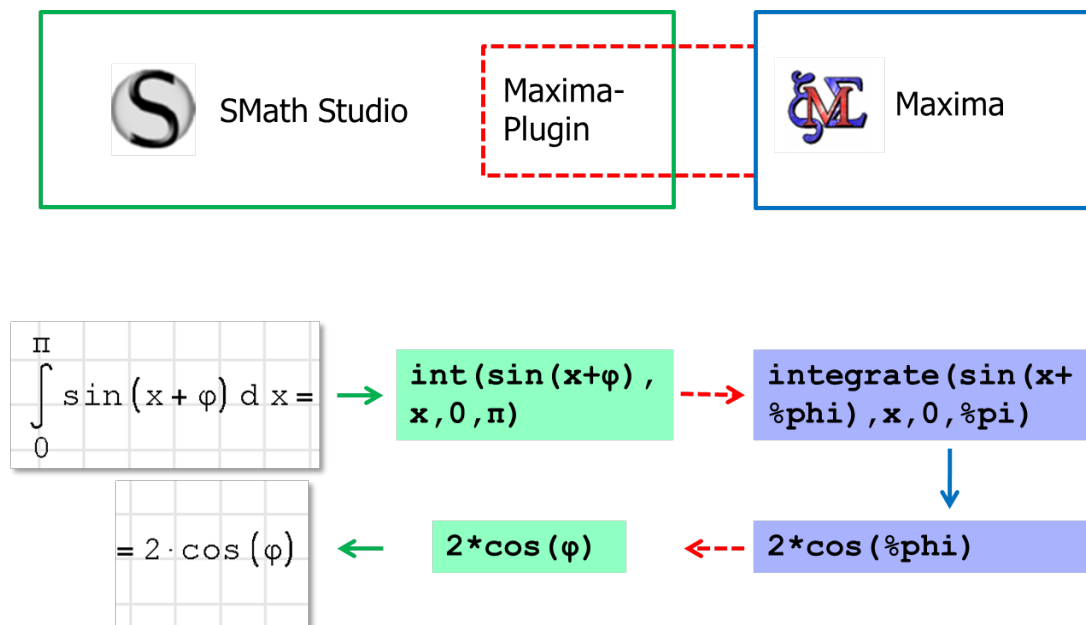 SMath Studio
Maxima-
Plugin
Maxima
π
∫ sin(x+φ) d x=
0
int(sin(x+φ),
x,0,π)
integrate(sin(x+
%phi),x,0,%pi)
= 2·cos(φ)
2*cos(φ)
2*cos(%phi)